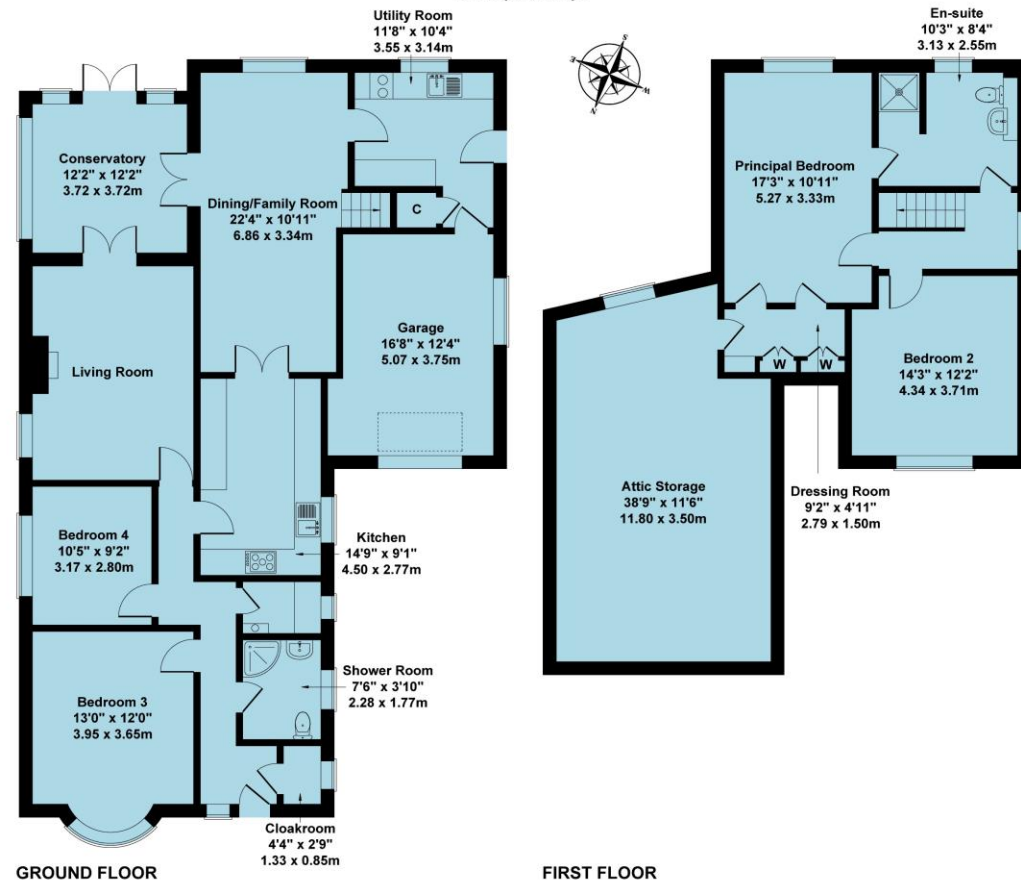 Utility Room
11'8" x 10'4"
3.55 x 3.14m
En-suite
10'3" x 8'4"
3.13 x 2.55m
S
E
W
N
Conservatory
12'2" x 12'2"
3.72 x 3.72m
Dining/Family Room
22'4" x 10'11"
6.86 x 3.34m
C
Principal Bedroom
17'3" x 10'11"
5.27 x 3.33m
Garage
16'8" x 12'4"
5.07 x 3.75m
Living Room
W
W
Bedroom 2
14'3" x 12'2"
4.34 x 3.71m
Attic Storage
38'9" x 11'6"
11.80 x 3.50m
Dressing Room
9'2" x 4'11"
2.79 x 1.50m
Bedroom 4
10'5" x 9'2"
3.17 x 2.80m
Kitchen
14'9" x 9'1"
4.50 x 2.77m
Shower Room
7'6" x 3'10"
2.28 x 1.77m
Bedroom 3
13'0" x 12'0"
3.95 x 3.65m
Cloakroom
4'4" x 2'9"
1.33 x 0.85m
GROUND FLOOR
FIRST FLOOR